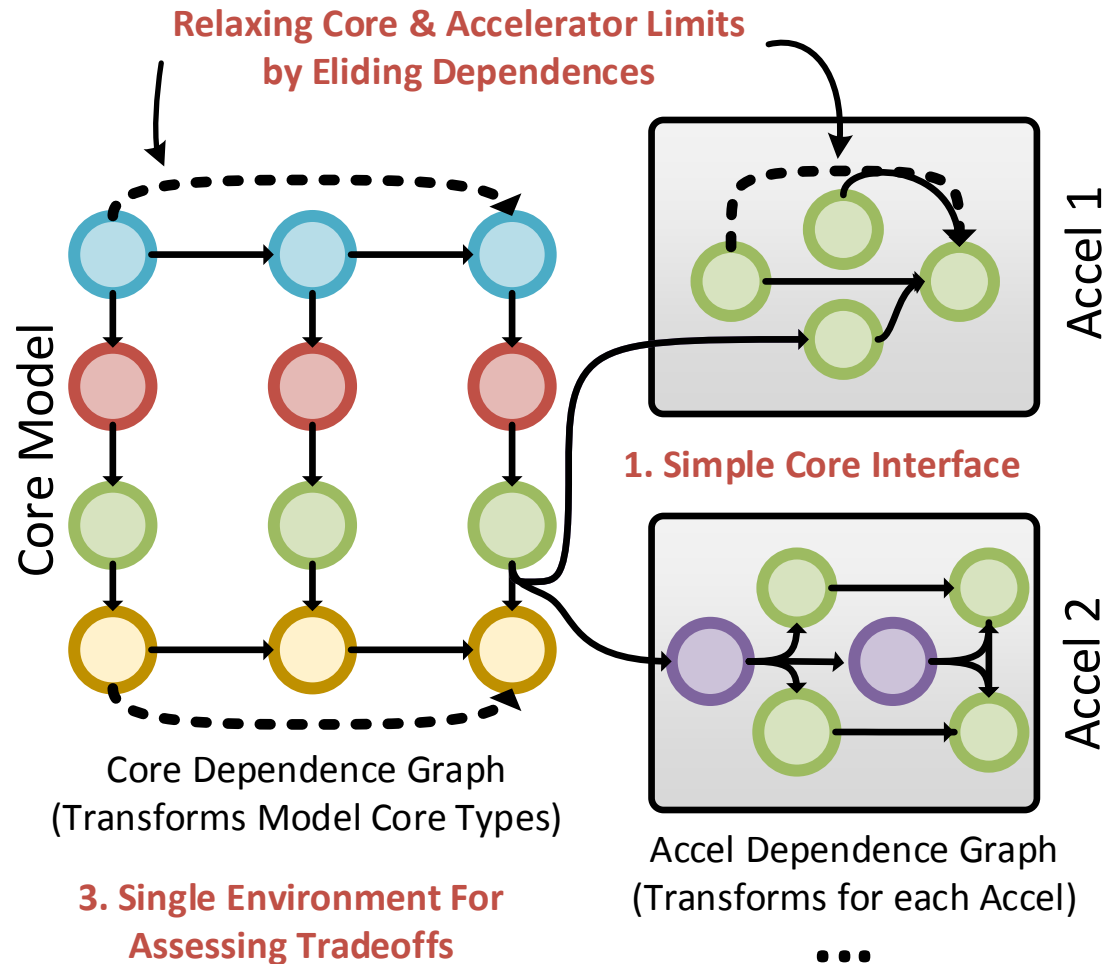 Relaxing Core & Accelerator Limits
by Eliding Dependences
Core Model
Accel 1
1. Simple Core Interface
Accel 2
Core Dependence Graph
(Transforms Model Core Types)
Accel Dependence Graph
(Transforms for each Accel)
3. Single Environment For
Assessing Tradeoffs
...